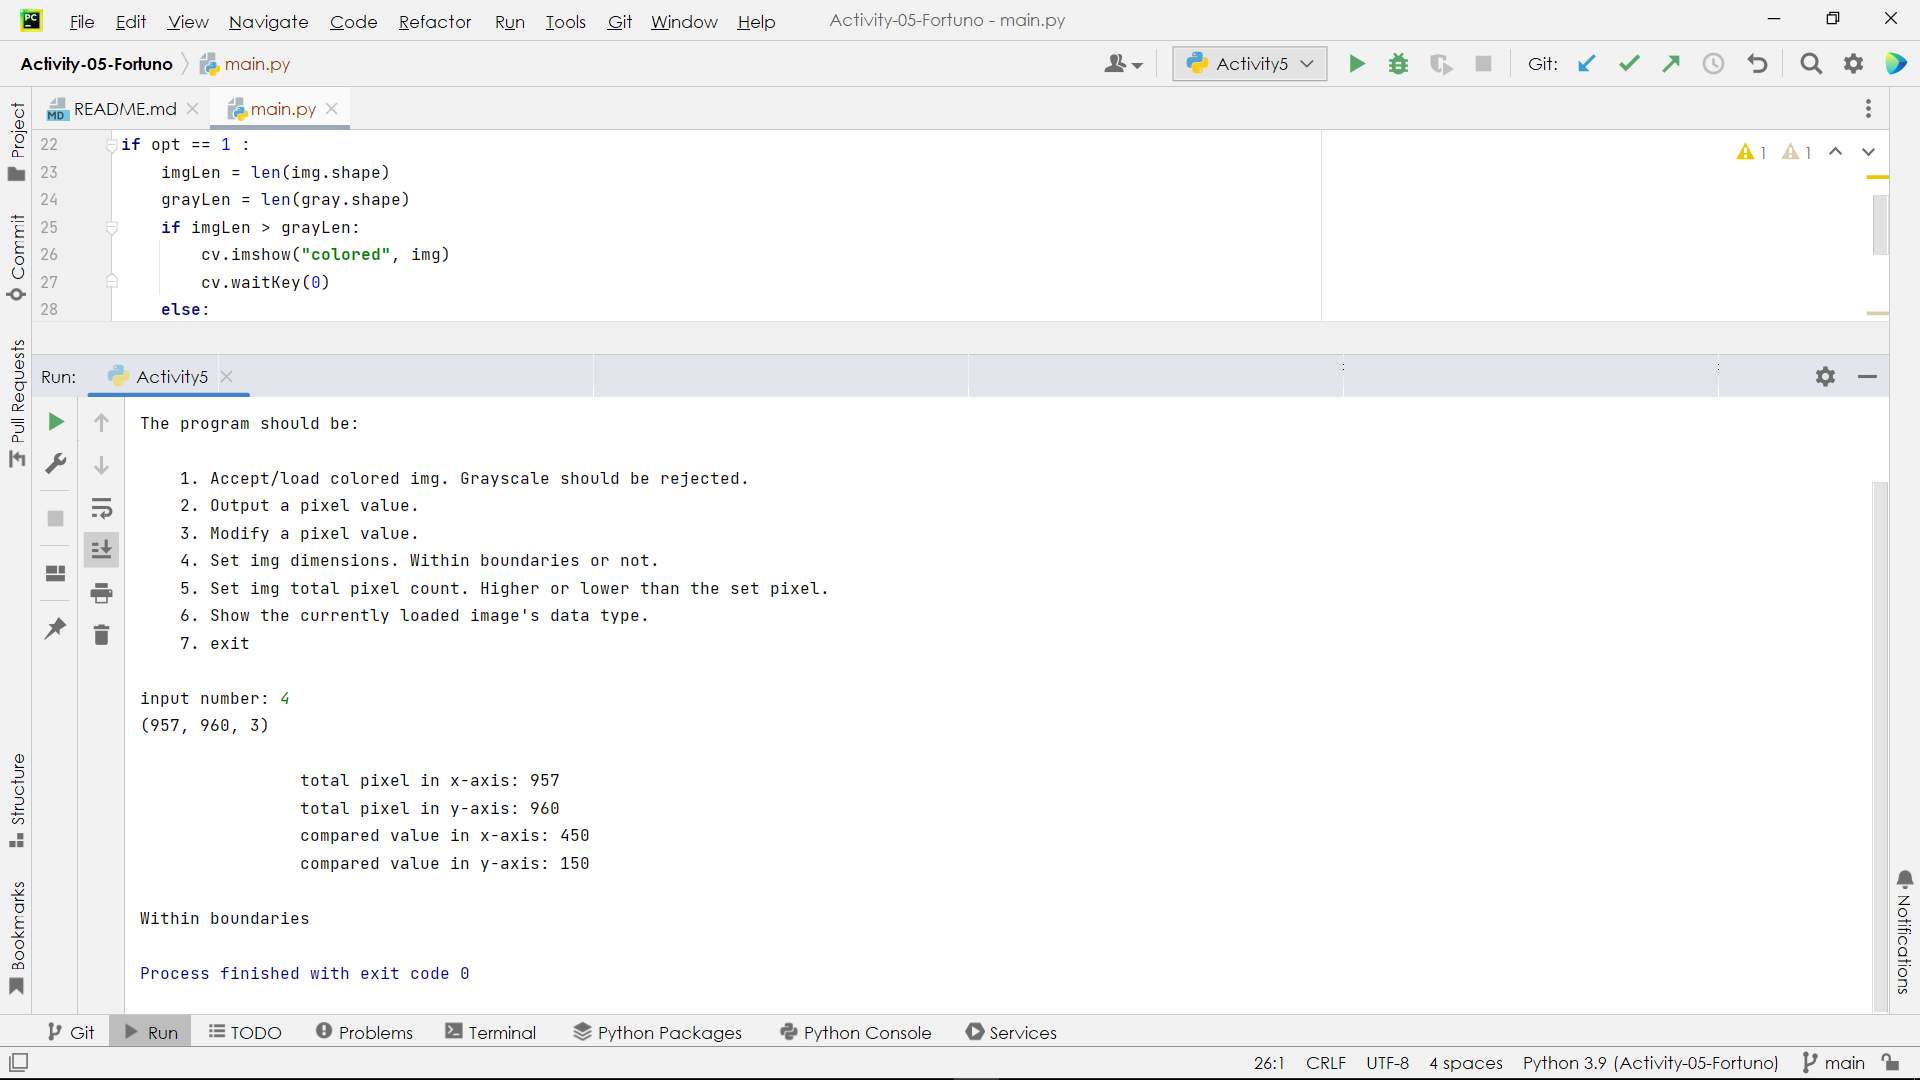 PC File Edit View Navigate Code Refactor Run Tools Git Window Help Activity-05-Fortuno - main.py
Activity-05-Fortuno main.py Activity5 Git:
README.md main.py
22 if opt == 1 :
23 imgLen = len(img.shape)
24 grayLen = len(gray.shape)
25 if imgLen > grayLen:
26 cv.imshow("colored", img)
27 cv.waitKey(0)
28 else:
1 1
Project
Commit
Pull Requests
Structure
Bookmarks
Run: Activity5
The program should be:
1. Accept/load colored img. Grayscale should be rejected.
2. Output a pixel value.
3. Modify a pixel value.
4. Set img dimensions. Within boundaries or not.
5. Set img total pixel count. Higher or lower than the set pixel.
6. Show the currently loaded image's data type.
7. exit
input number: 4
(957, 960, 3)
total pixel in x-axis: 957
total pixel in y-axis: 960
compared value in x-axis: 450
compared value in y-axis: 150
Within boundaries
Process finished with exit code 0
Notifications
Git Run TODO Problems Terminal Python Packages Python Console Services
26:1 CRLF UTF-8 4 spaces Python 3.9 (Activity-05-Fortuno) main